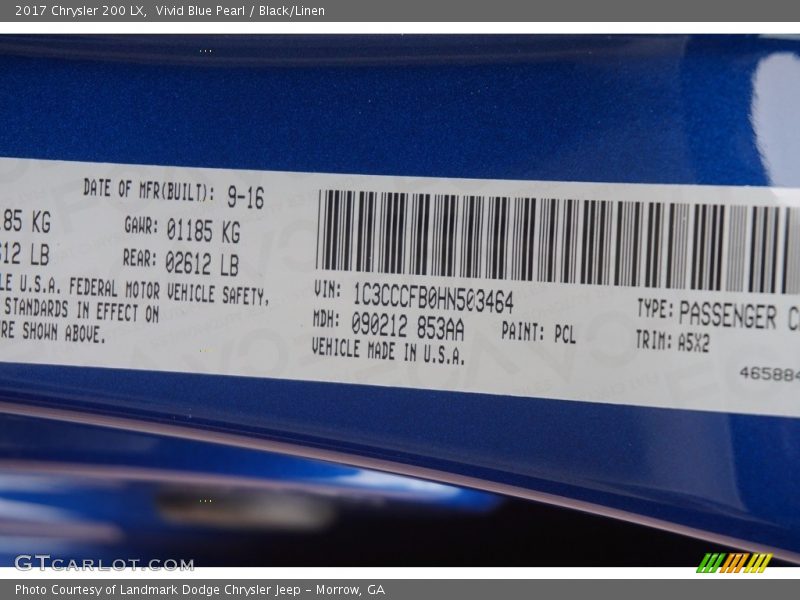 2017 Chrysler 200 LX, Vivid Blue Pearl / Black/Linen
DATE OF MFR(BUILT): 9-16
185 KG GAWR: 01185 KG
612 LB REAR: 02612 LB
LE U.S.A. FEDERAL MOTOR VEHICLE SAFETY,
STANDARDS IN EFFECT ON
RE SHOWN ABOVE.
VIN: 1C3CCCFB0HN503464
TYPE: PASSENGER C
MDH: 090212 853AA PAINT: PCL
TRIM: A5X2
VEHICLE MADE IN U.S.A.
465884
GTCARLOT.COM
Photo Courtesy of Landmark Dodge Chrysler Jeep - Morrow, GA